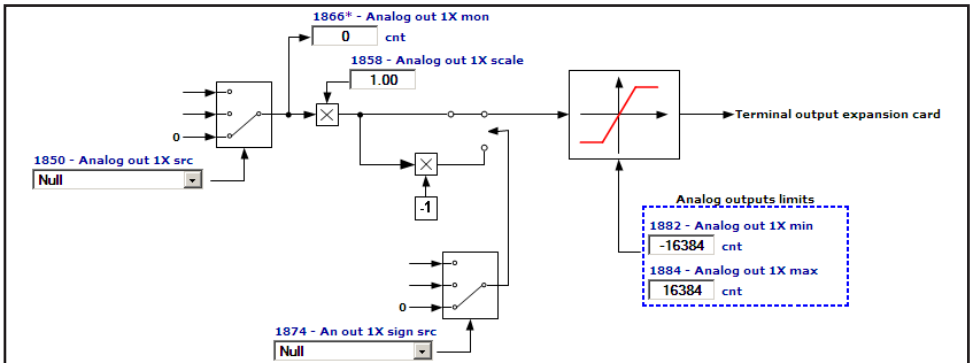 1866* - Analog out 1X mon
0 cnt
1858 - Analog out 1X scale
1.00
0
1850 - Analog out 1X src
Null
-1
Terminal output expansion card
Analog outputs limits
1882 - Analog out 1X min
-16384 cnt
1884 - Analog out 1X max
16384 cnt
0
1874 - An out 1X sign src
Null